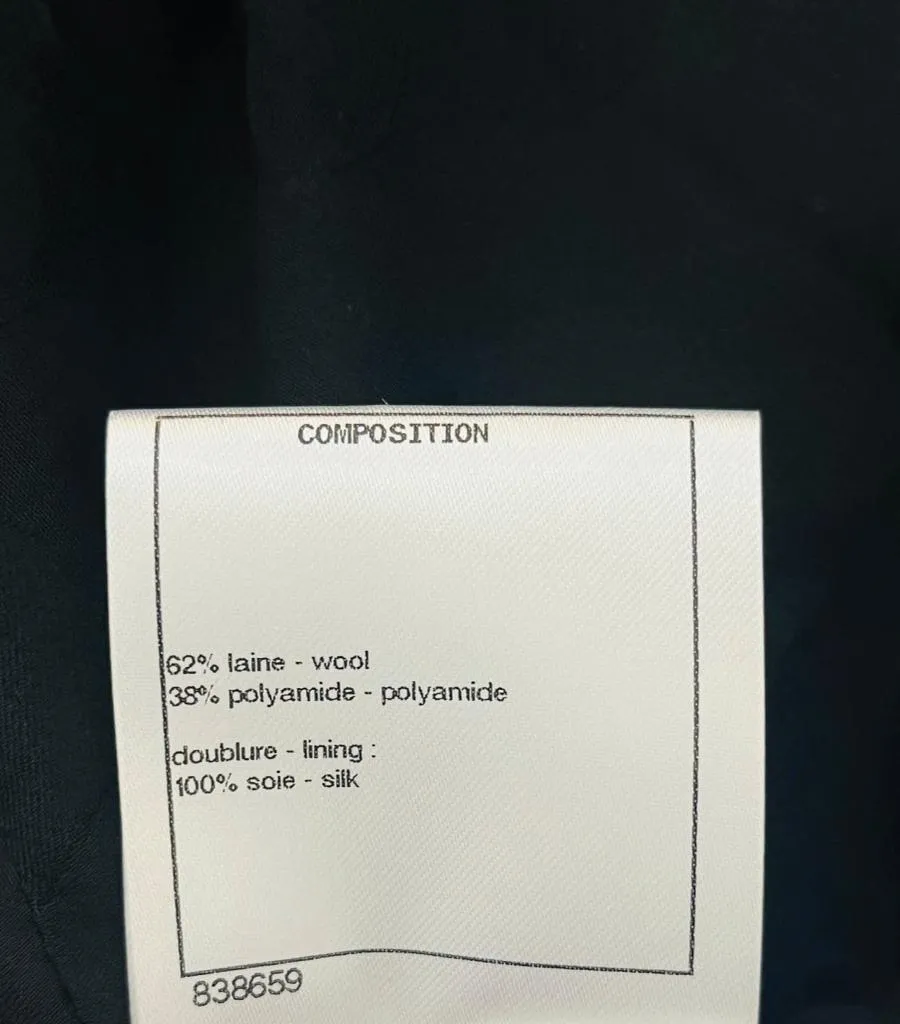 COMPOSITION
62% laine - wool
38% polyamide - polyamide
doublure - lining :
100% soie - silk
838659